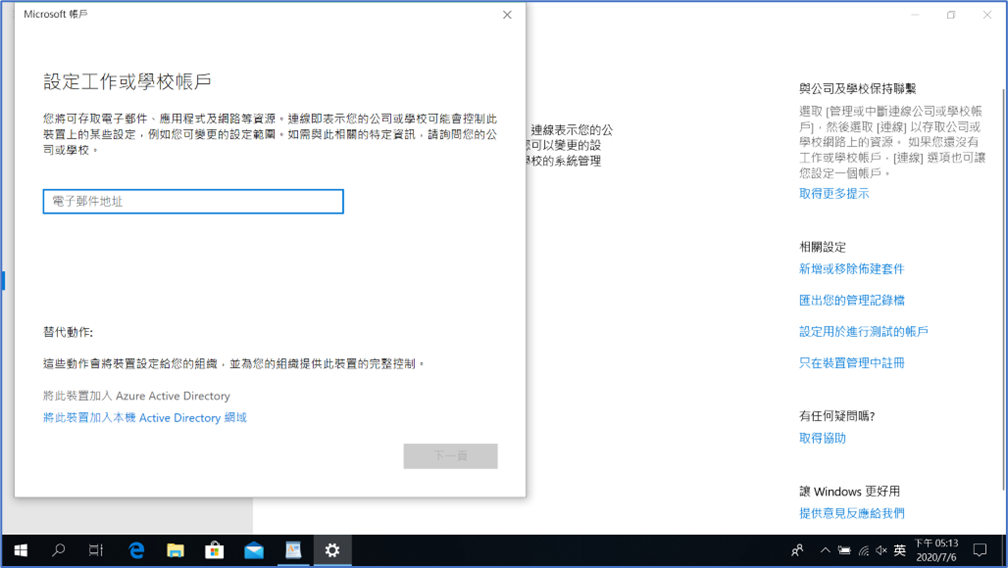 Microsoft 帳戶
設定工作或學校帳戶
您將可存取電子郵件、應用程式及網路等資源。連線即表示您的公司或學校可能會控制此
裝置上的某些設定，例如您可變更的設定範圍。如需與此相關的特定資訊，請詢問您的公
司或學校。
電子郵件地址
替代動作:
這些動作會將裝置設定給您的組織，並為您的組織提供此裝置的完整控制。
將此裝置加入 Azure Active Directory
將此裝置加入本機 Active Directory 網域
下一頁
，連線表示您的公
您可以變更的設
學校的系統管理
與公司及學校保持聯繫
選取 [管理或中斷連線公司或學校帳
戶]，然後選取 [連線] 以存取公司或
學校網路上的資源。 如果您還沒有
工作或學校帳戶，[連線] 選項也可讓
您設定一個帳戶。
取得更多提示
相關設定
新增或移除佈建套件
匯出您的管理記錄檔
設定用於進行測試的帳戶
只在裝置管理中註冊
有任何疑問嗎?
取得協助
讓 Windows 更好用
提供意見反應給我們
英
下午 05:13
2020/7/6